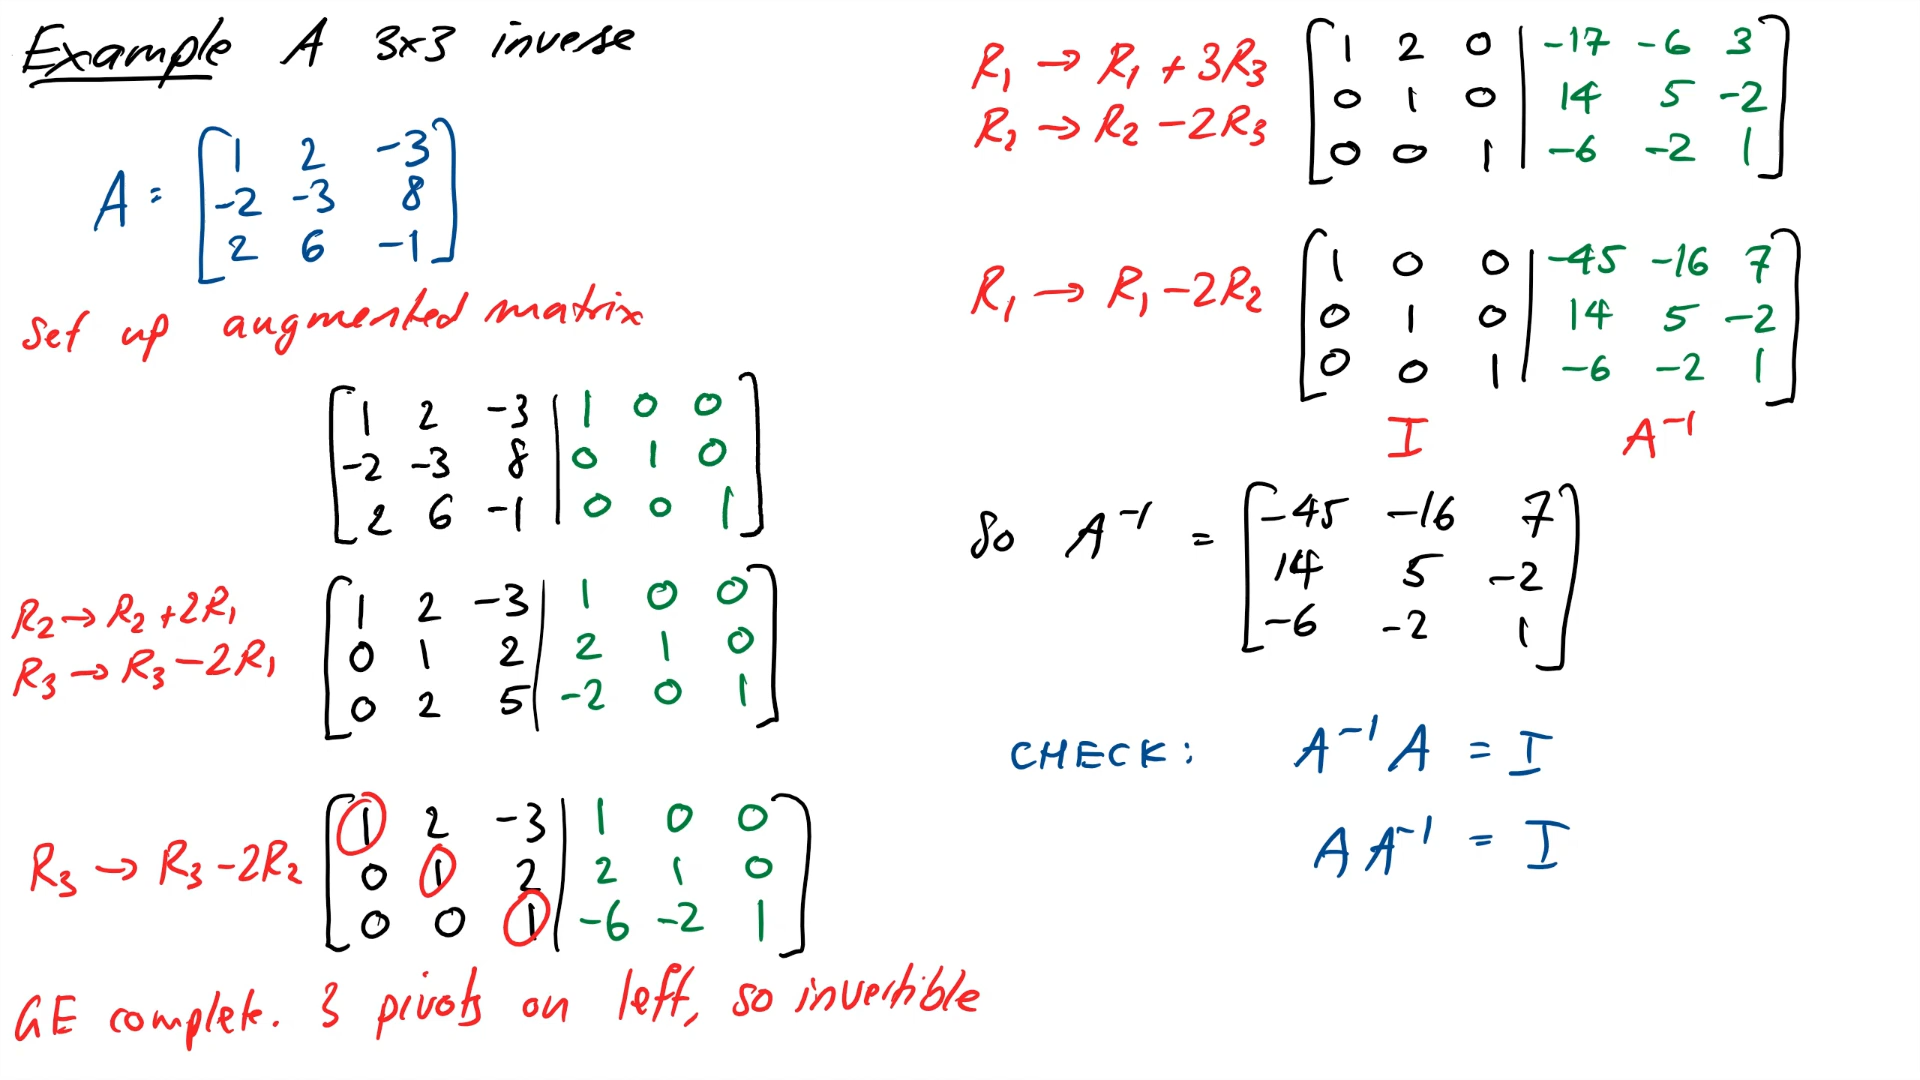 Example A 3x3 inverse
A = [ 1 2 -3
-2 -3 8
2 6 -1 ]
Set up augmented matrix
[ 1 2 -3 | 1 0 0
-2 -3 8 | 0 1 0
2 6 -1 | 0 0 1 ]
R₂ → R₂ + 2R₁
R₃ → R₃ - 2R₁
[ 1 2 -3 | 1 0 0
0 1 2 | 2 1 0
0 2 5 | -2 0 1 ]
R₃ → R₃ - 2R₂
[ 1 2 -3 | 1 0 0
0 1 2 | 2 1 0
0 0 1 | -6 -2 1 ]
GE complete. 3 pivots on left, so invertible
R₁ → R₁ + 3R₃
R₂ → R₂ - 2R₃
[ 1 2 0 | -17 -6 3
0 1 0 | 14 5 -2
0 0 1 | -6 -2 1 ]
R₁ → R₁ - 2R₂
[ 1 0 0 | -45 -16 7
0 1 0 | 14 5 -2
0 0 1 | -6 -2 1 ]
I A⁻¹
So A⁻¹ = [ -45 -16 7
14 5 -2
-6 -2 1 ]
CHECK: A⁻¹ A = I
A A⁻¹ = I